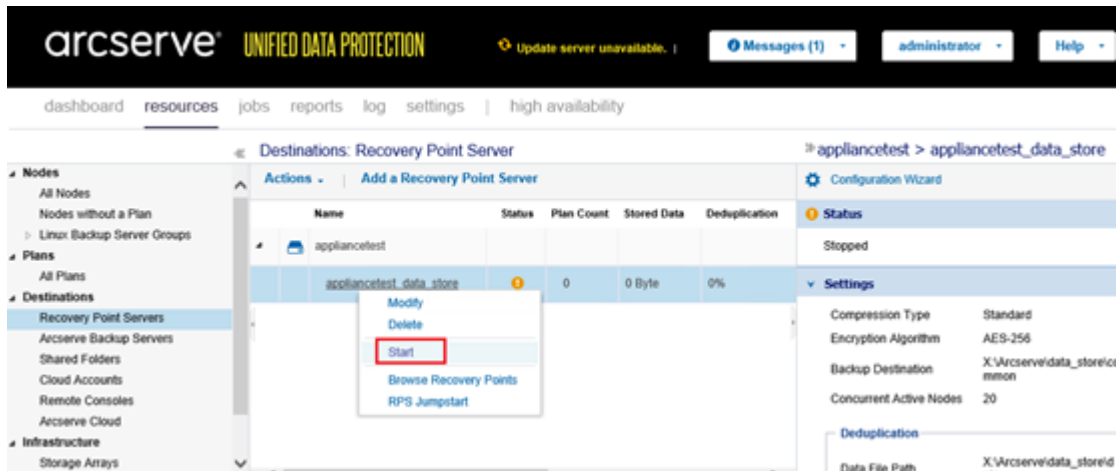 arcserve® UNIFIED DATA PROTECTION
Update server unavailable. |
Messages (1)
administrator
Help
dashboard resources jobs reports log settings | high availability
Destinations: Recovery Point Server
appliancetest > appliancetest_data_store
Nodes
All Nodes
Nodes without a Plan
Linux Backup Server Groups
Plans
All Plans
Destinations
Recovery Point Servers
Arcserve Backup Servers
Shared Folders
Cloud Accounts
Remote Consoles
Arcserve Cloud
Infrastructure
Storage Arrays
Actions | Add a Recovery Point Server
Name Status Plan Count Stored Data Deduplication
appliancetest
appliancetest_data_store 0 0 Byte 0%
Modify
Delete
Start
Browse Recovery Points
RPS Jumpstart
Configuration Wizard
Status
Stopped
Settings
Compression Type Standard
Encryption Algorithm AES-256
Backup Destination X:\Arcserve\data_store\co
mmon
Concurrent Active Nodes 20
Deduplication
Data File Path X:\Arcserve\data_store\d